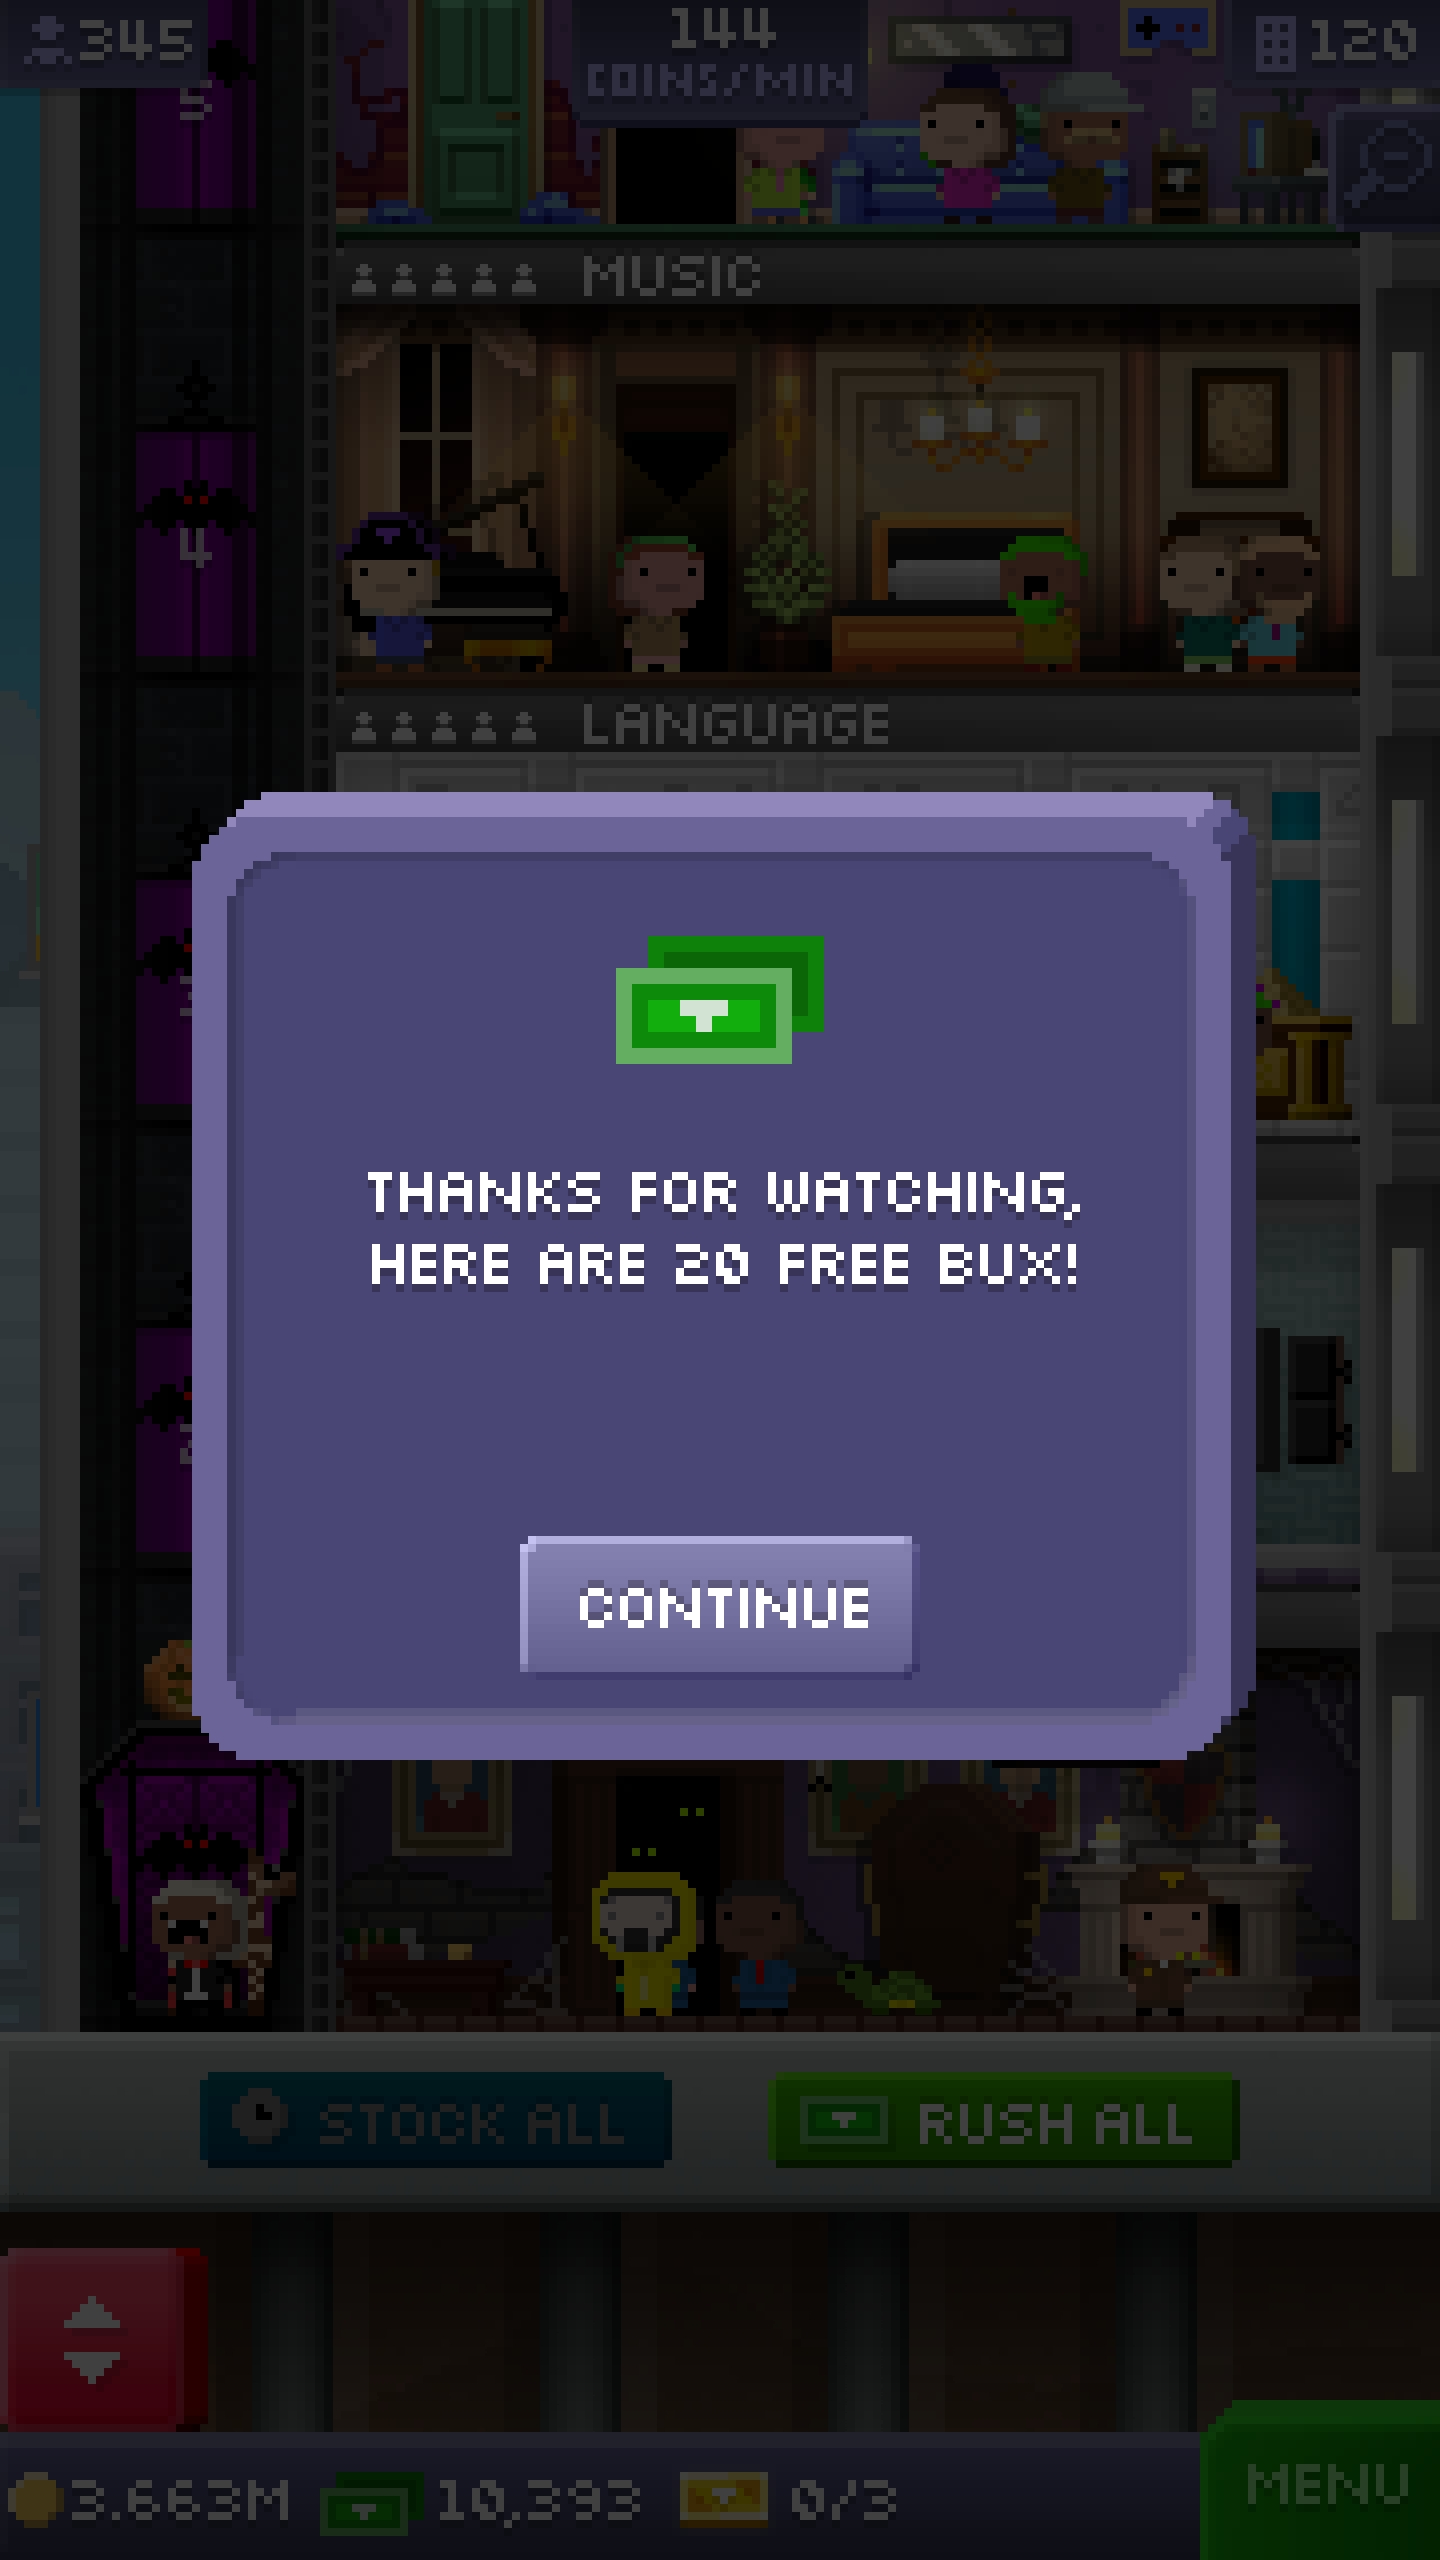 345
144
COINS/MIN
120
5
MUSIC
4
LANGUAGE
THANKS FOR WATCHING,
HERE ARE 20 FREE BUX!
CONTINUE
STOCK ALL
RUSH ALL
3.663M
10,393
0/3
MENU